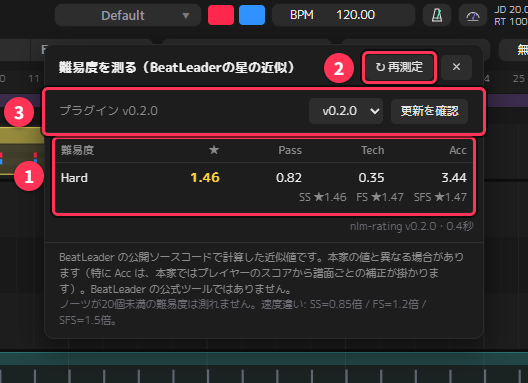 Default
BPM 120.00
JD 20.0
RT 100
難易度を測る（BeatLeaderの星の近似）
2
↻ 再測定
×
無
0
11
25
3
プラグイン v0.2.0
v0.2.0
更新を確認
難易度 ★ Pass Tech Acc
1
Hard 1.46 0.82 0.35 3.44
SS ★1.46 FS ★1.47 SFS ★1.47
nlm-rating v0.2.0・0.4秒
BeatLeader の公開ソースコードで計算した近似値です。本家の値と異なる場合があり
ます（特に Acc は、本家ではプレイヤーのスコアから譜面ごとの補正が掛かりま
す）。BeatLeader の公式ツールではありません。
ノーツが20個未満の難易度は測れません。速度違い: SS=0.85倍 / FS=1.2倍 /
SFS=1.5倍。